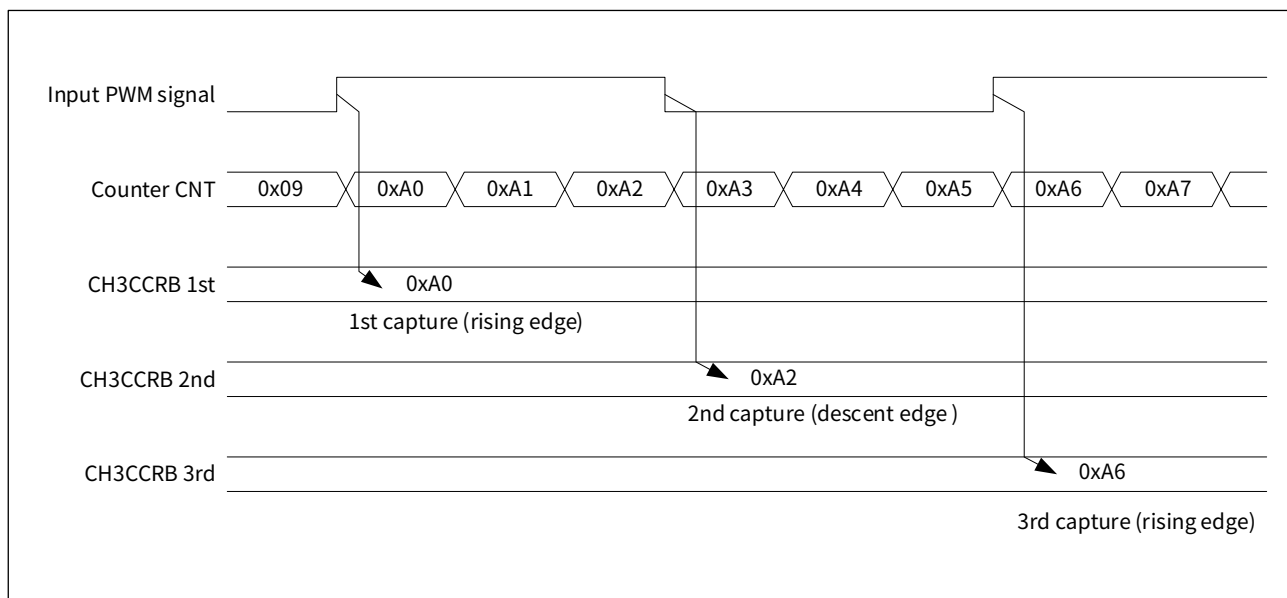 Input PWM signal
Counter CNT 0x09 0xA0 0xA1 0xA2 0xA3 0xA4 0xA5 0xA6 0xA7
CH3CCRB 1st 0xA0
1st capture (rising edge)
CH3CCRB 2nd 0xA2
2nd capture (descent edge )
CH3CCRB 3rd 0xA6
3rd capture (rising edge)